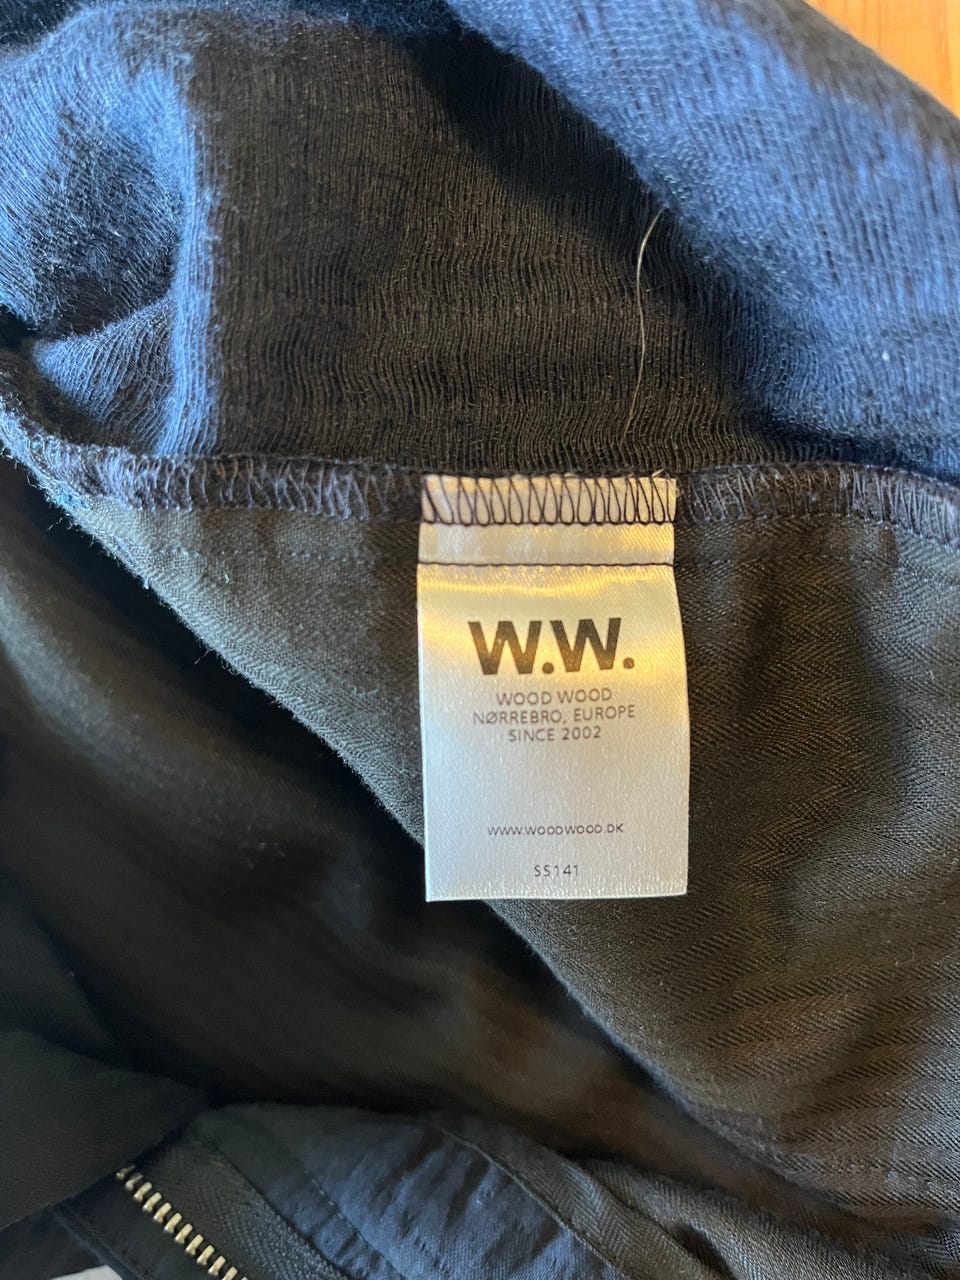 W.W.
WOOD WOOD
NØRREBRO, EUROPE
SINCE 2002
WWW.WOODWOOD.DK
SS141